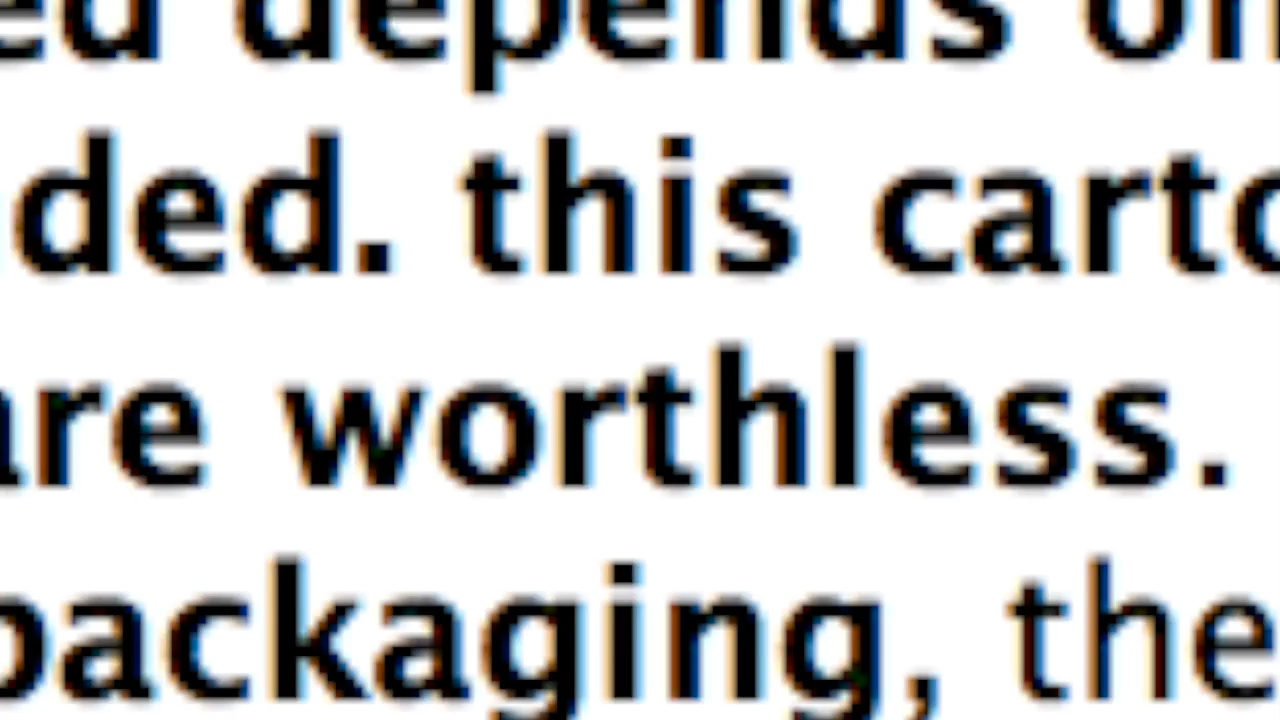 ed depends on
ded. this carto
are worthless.
packaging, the